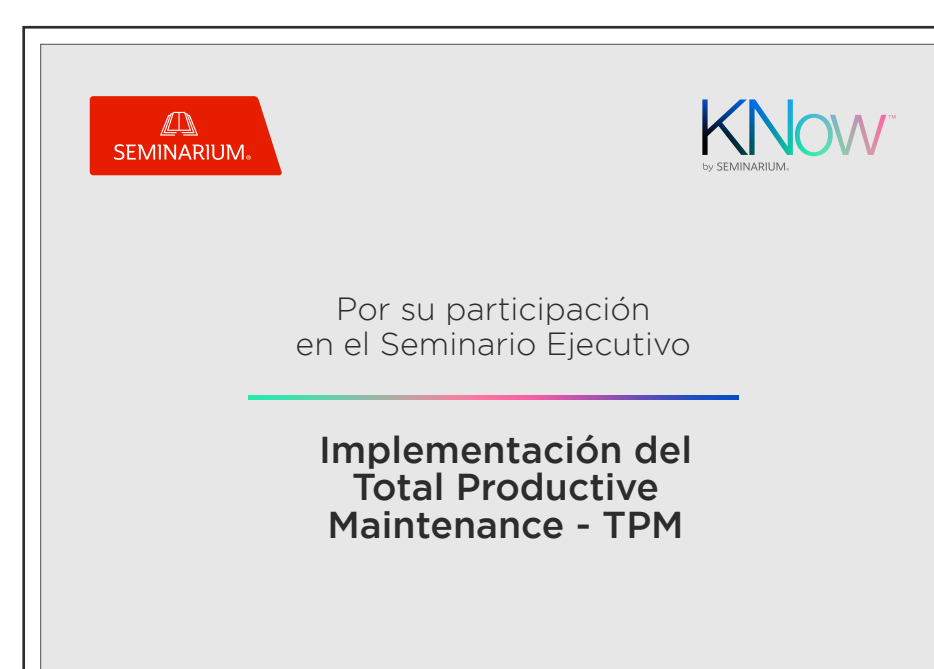 SEMINARIUM®
KNOW™
by SEMINARIUM®
Por su participación
en el Seminario Ejecutivo
Implementación del
Total Productive
Maintenance - TPM